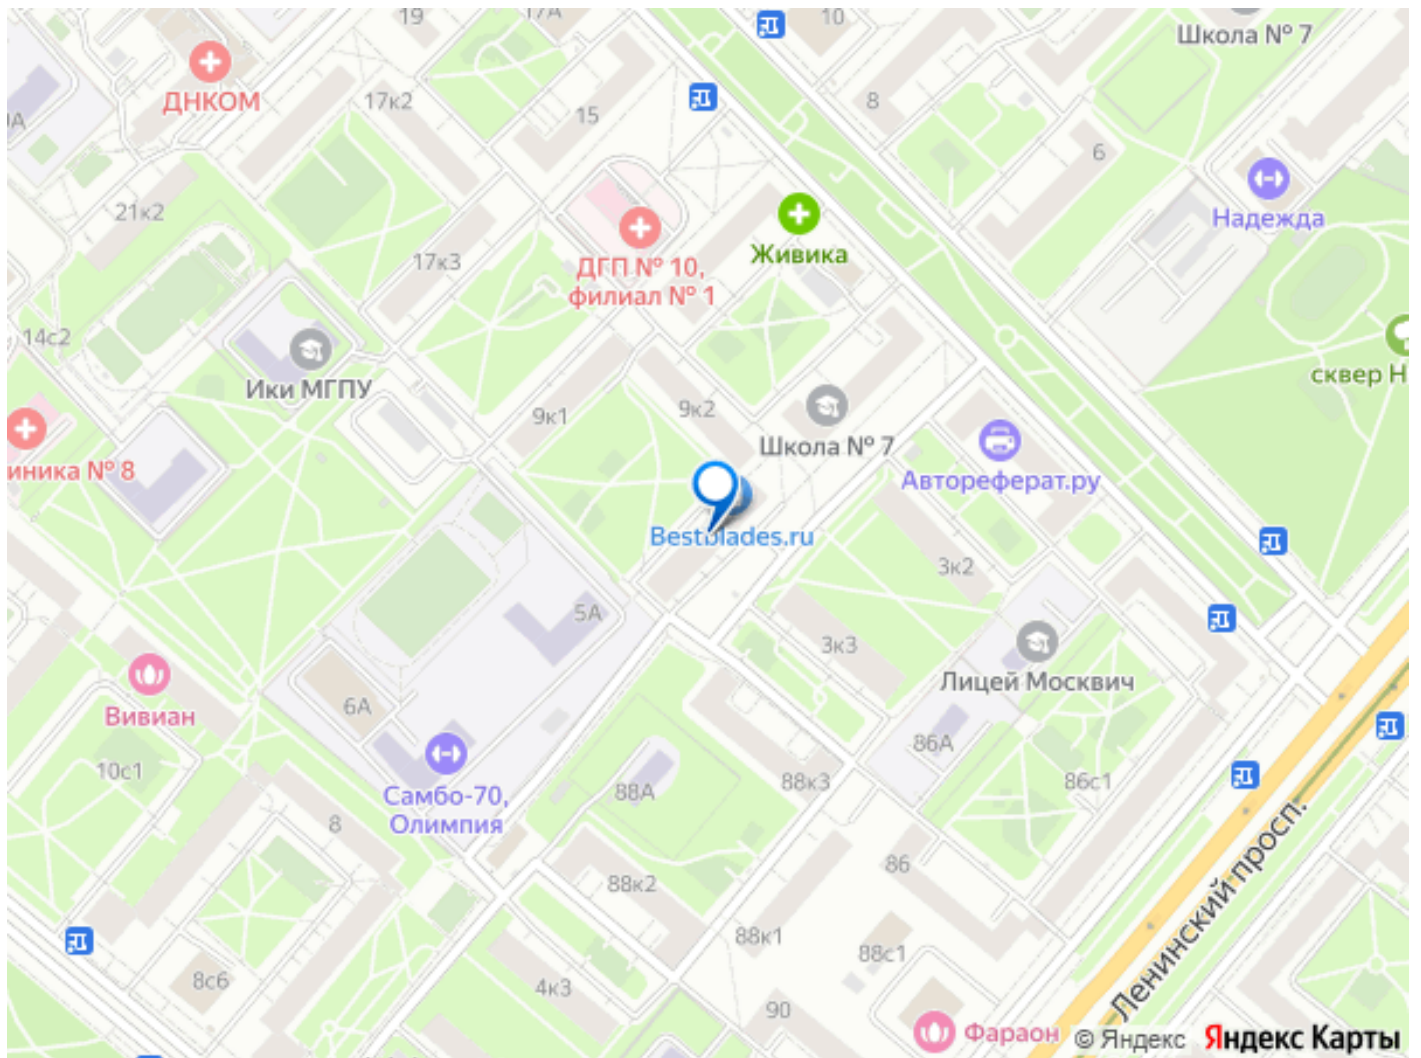 19
17А
10
Школа № 7
ДНКОМ
17к2
15
8
6
21к2
Надежда
17к3
Живика
ДГП № 10,
филиал № 1
14с2
Ики МГПУ
сквер Н
9к1
9к2
Школа № 7
иника № 8
Автореферат.ру
Bestblades.ru
3к2
5А
3к3
Лицей Москвич
6А
Вивиан
86А
10с1
88А
88к3
86с1
Самбо-70,
Олимпия
8
86
88к2
88к1
88с1
8с6
4к3
90
Ленинский просп.
Фараон
© Яндекс Яндекс Карты